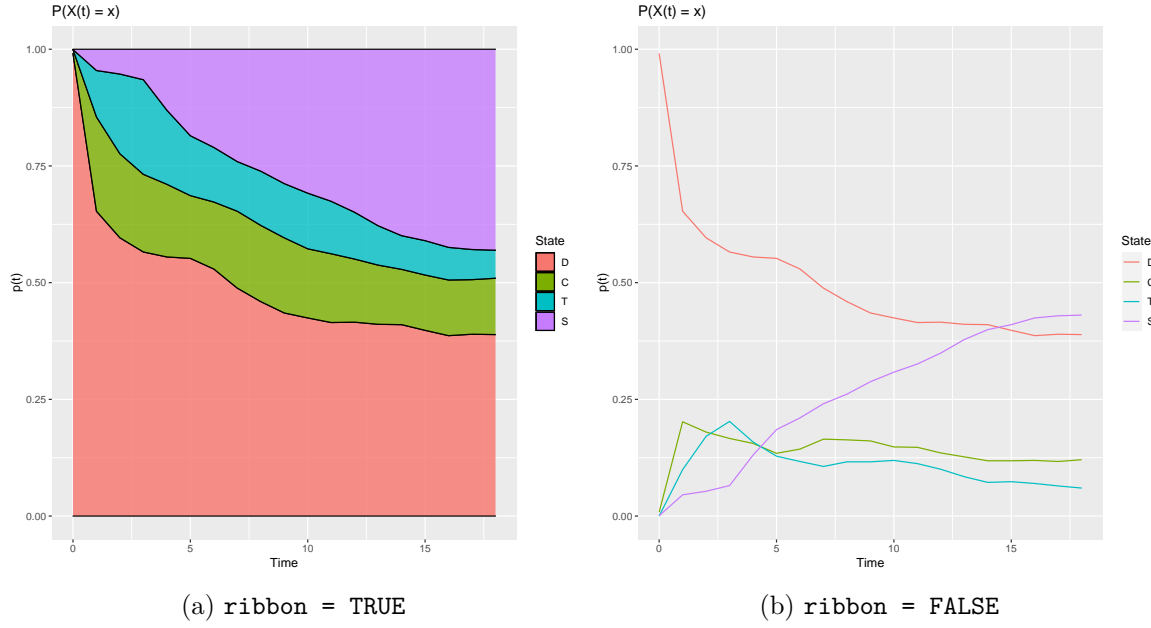 P(X(t) = x)
1.00
0.75
0.50
0.25
0.00
p(t)
0
5
10
15
Time
State
D
C
T
S
(a) ribbon = TRUE
P(X(t) = x)
1.00
0.75
0.50
0.25
0.00
p(t)
0
5
10
15
Time
State
D
C
T
S
(b) ribbon = FALSE